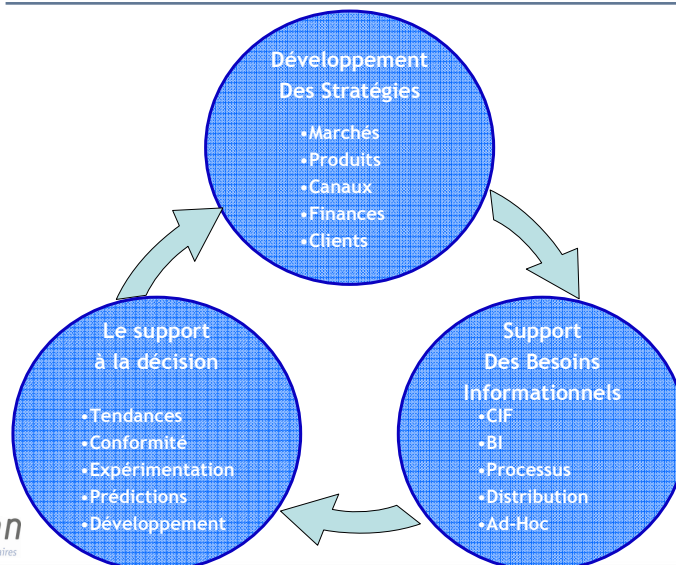 Développement
Des Stratégies
•Marchés
•Produits
•Canaux
•Finances
•Clients
Le support
à la décision
•Tendances
•Conformité
•Expérimentation
•Prédictions
•Développement
Support
Des Besoins
Informationnels
•CIF
•BI
•Processus
•Distribution
•Ad-Hoc